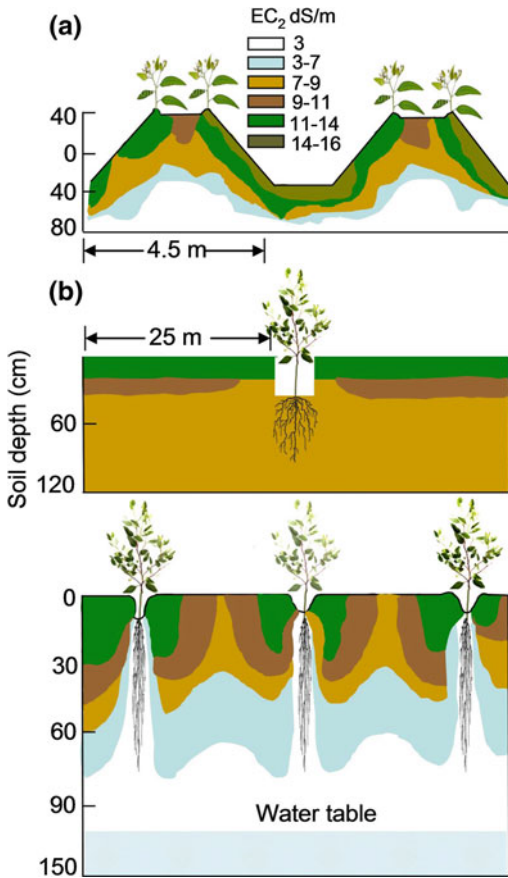 (a)
EC₂ dS/m
3
3-7
7-9
9-11
11-14
14-16
40
0
40
80
4.5 m
(b)
25 m
Soil depth (cm)
60
120
0
30
60
90
150
Water table